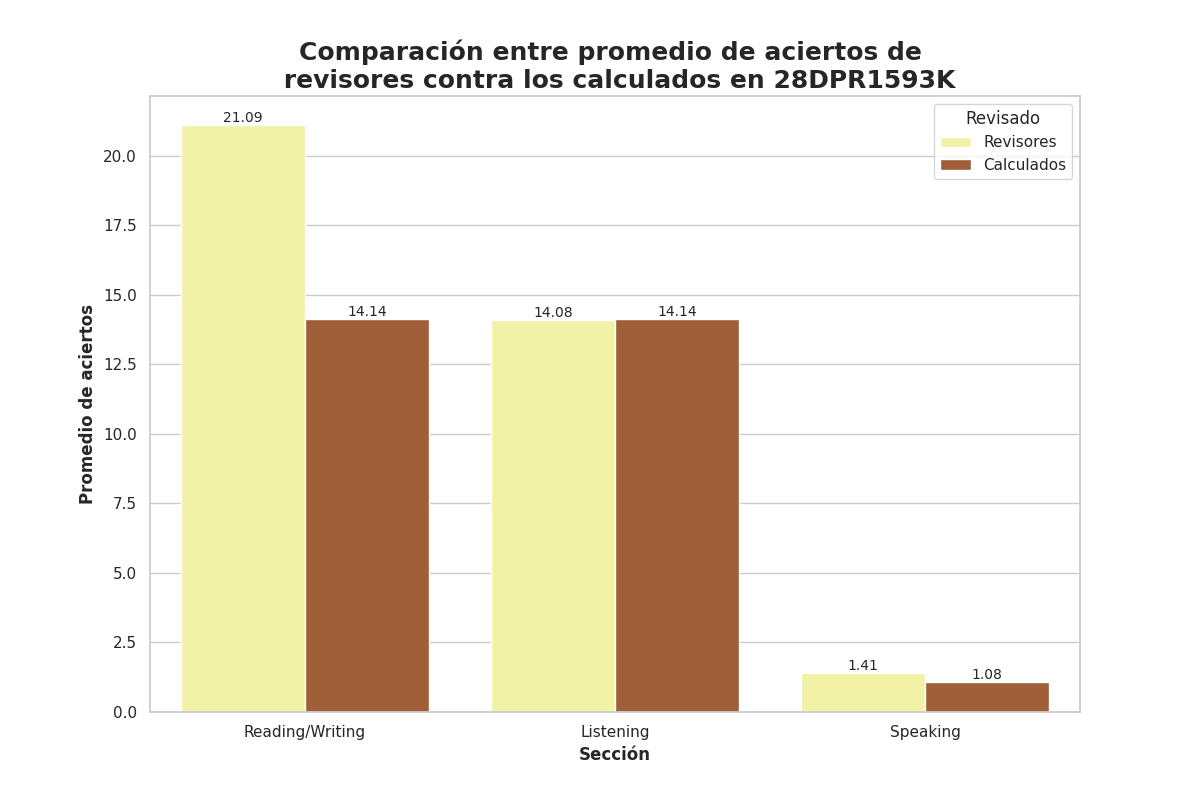 Comparación entre promedio de aciertos de
revisores contra los calculados en 28DPR1593K
Revisado
Revisores
Calculados
Promedio de aciertos
20.0
17.5
15.0
12.5
10.0
7.5
5.0
2.5
0.0
21.09
14.14
14.08
14.14
1.41
1.08
Reading/Writing
Listening
Speaking
Sección